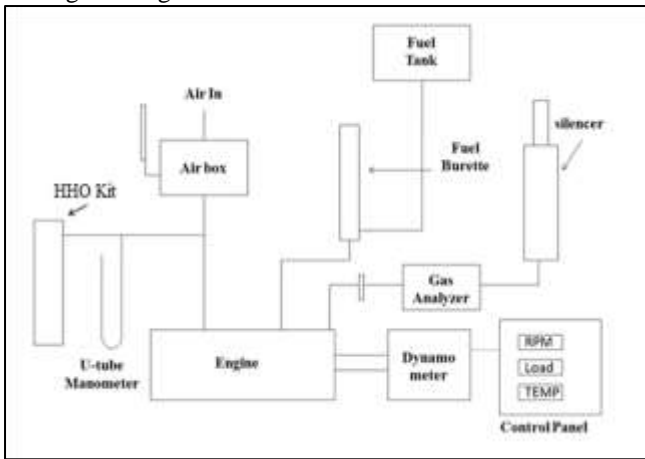 Fuel
Tank
Air In
silencer
Fuel
Burette
Air box
HHO Kit
Gas
Analyzer
RPM
Engine
Dynamo
meter
Load
U-tube
Manometer
TEMP
Control Panel